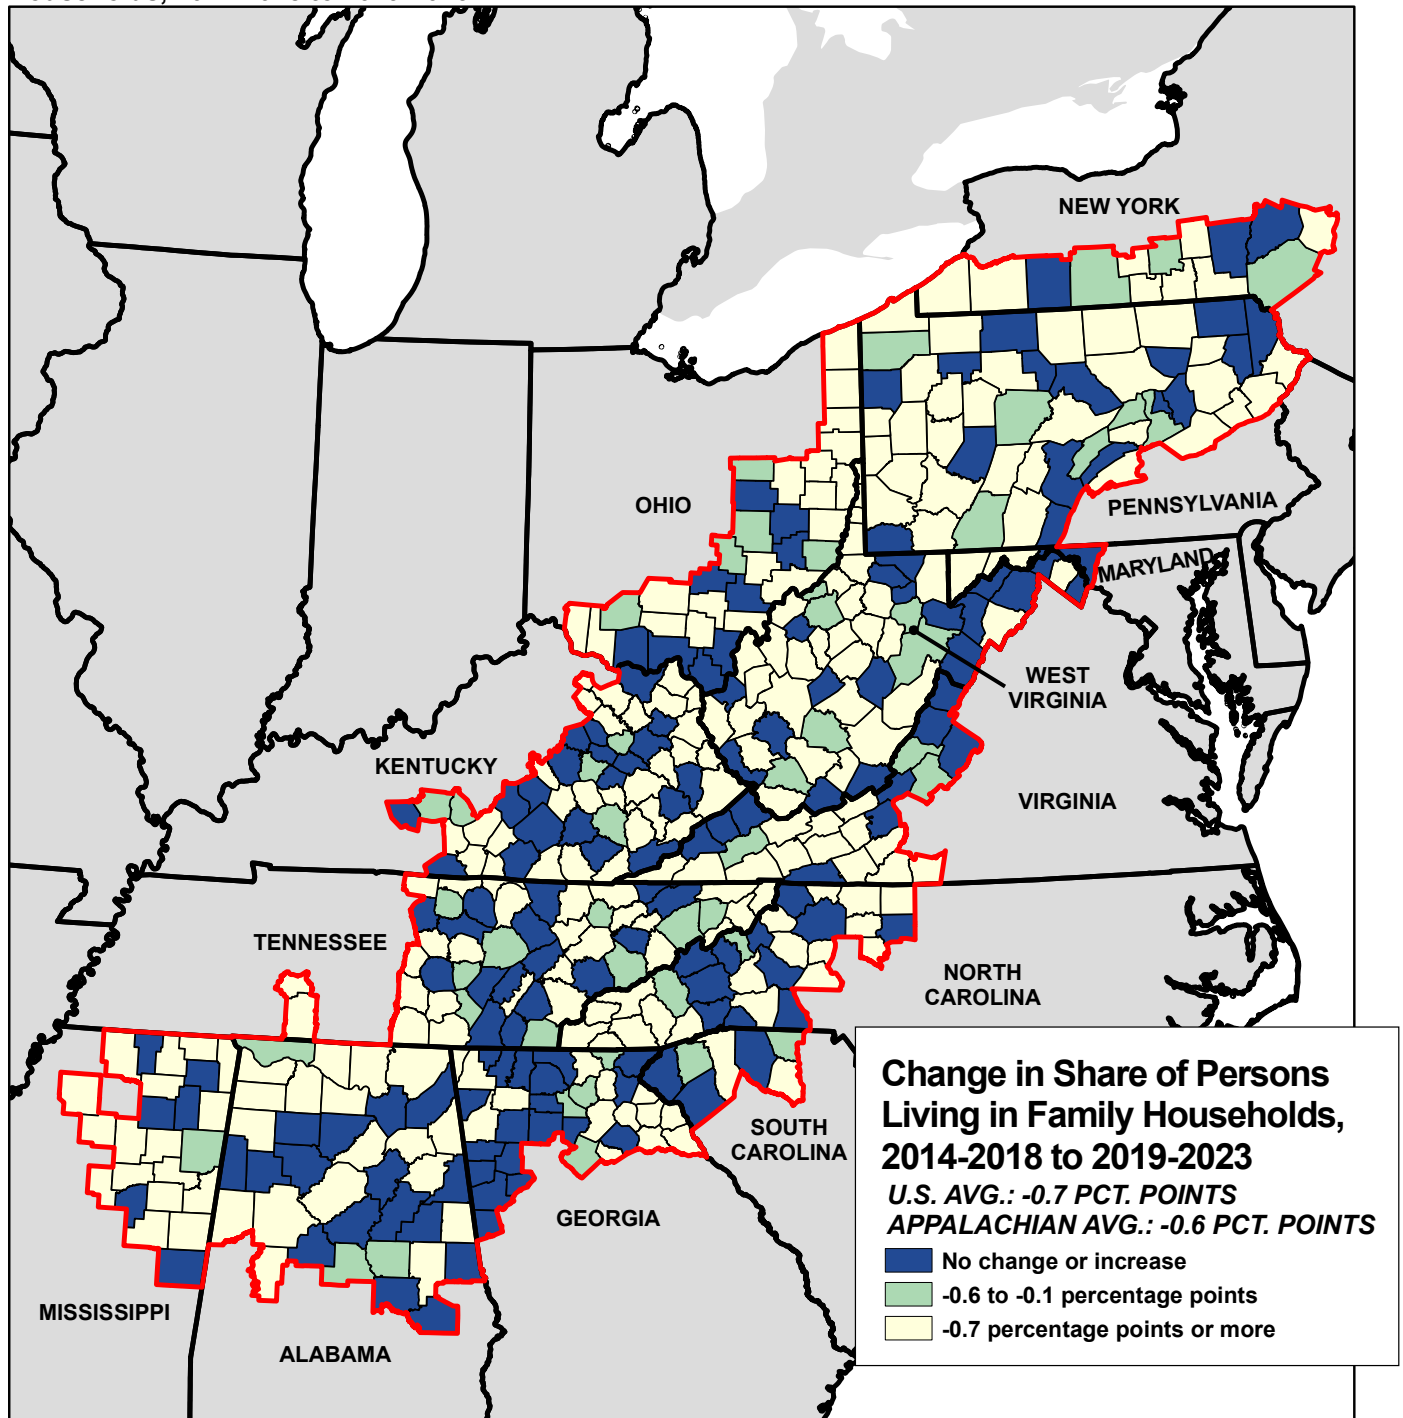 NEW YORK
OHIO
PENNSYLVANIA
MARYLAND
WEST
VIRGINIA
KENTUCKY
VIRGINIA
TENNESSEE
NORTH
CAROLINA
SOUTH
CAROLINA
GEORGIA
MISSISSIPPI
ALABAMA
Change in Share of Persons
Living in Family Households,
2014-2018 to 2019-2023
U.S. AVG.: -0.7 PCT. POINTS
APPALACHIAN AVG.: -0.6 PCT. POINTS
No change or increase
-0.6 to -0.1 percentage points
-0.7 percentage points or more